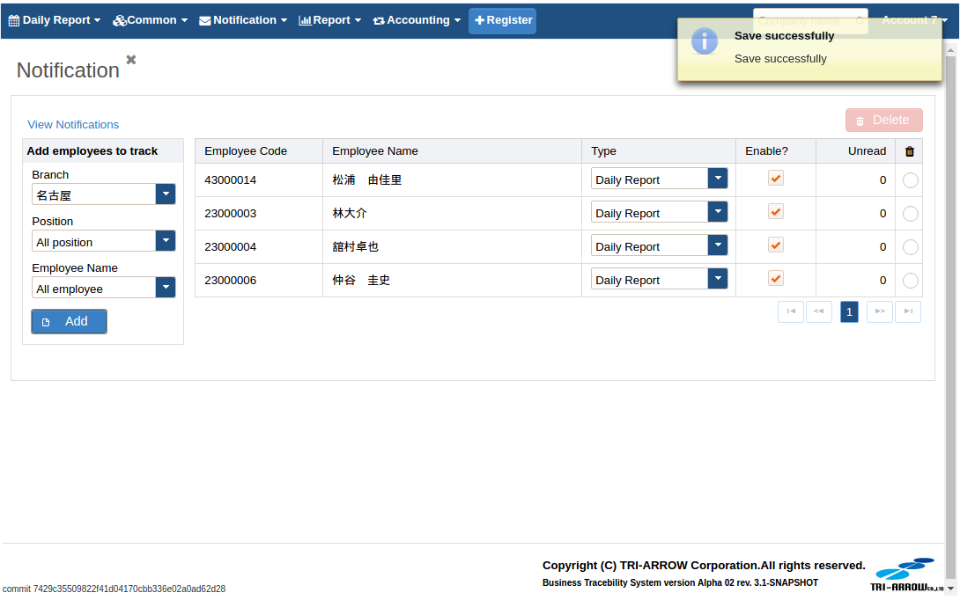 Daily Report Common Notification Report Accounting Register Company name Account 7
Save successfully
Save successfully
Notification
View Notifications
Delete
Add employees to track
Employee Code Employee Name Type Enable? Unread
Branch
名古屋
Position
All position
Employee Name
All employee
Add
43000014 松浦　由佳里 Daily Report 0
23000003 林大介 Daily Report 0
23000004 舘村卓也 Daily Report 0
23000006 仲谷　圭史 Daily Report 0
1
Copyright (C) TRI-ARROW Corporation.All rights reserved.
Business Tracebility System version Alpha 02 rev. 3.1-SNAPSHOT
TRI-ARROW CO.,LTD
commit 7429c35509822f41d04170cbb336e02a0ad62d28